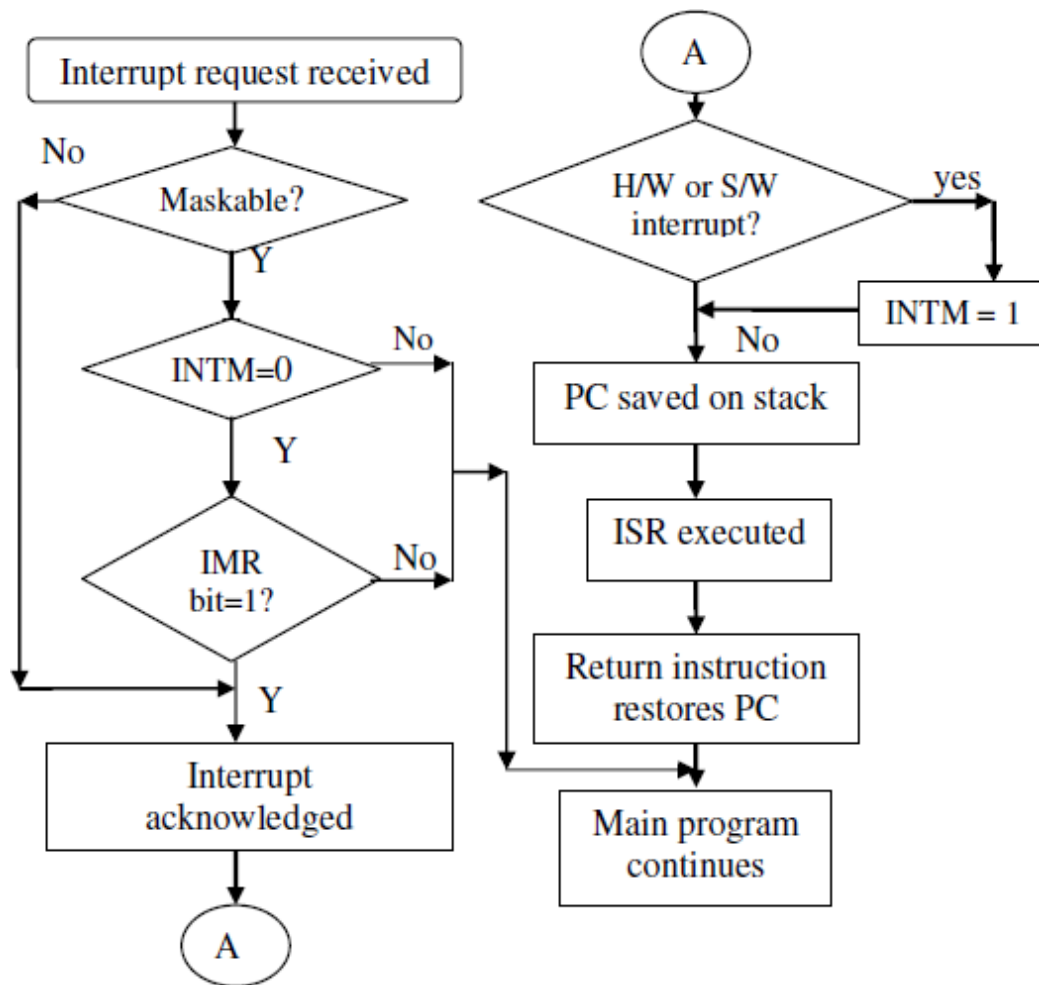 Interrupt request received
No
Maskable?
Y
INTM=0
No
Y
IMR
bit=1?
No
Y
Interrupt
acknowledged
A
A
H/W or S/W
interrupt?
yes
INTM = 1
No
PC saved on stack
ISR executed
Return instruction
restores PC
Main program
continues